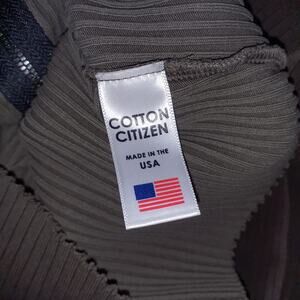 COTTON
CITIZEN
MADE IN THE
USA